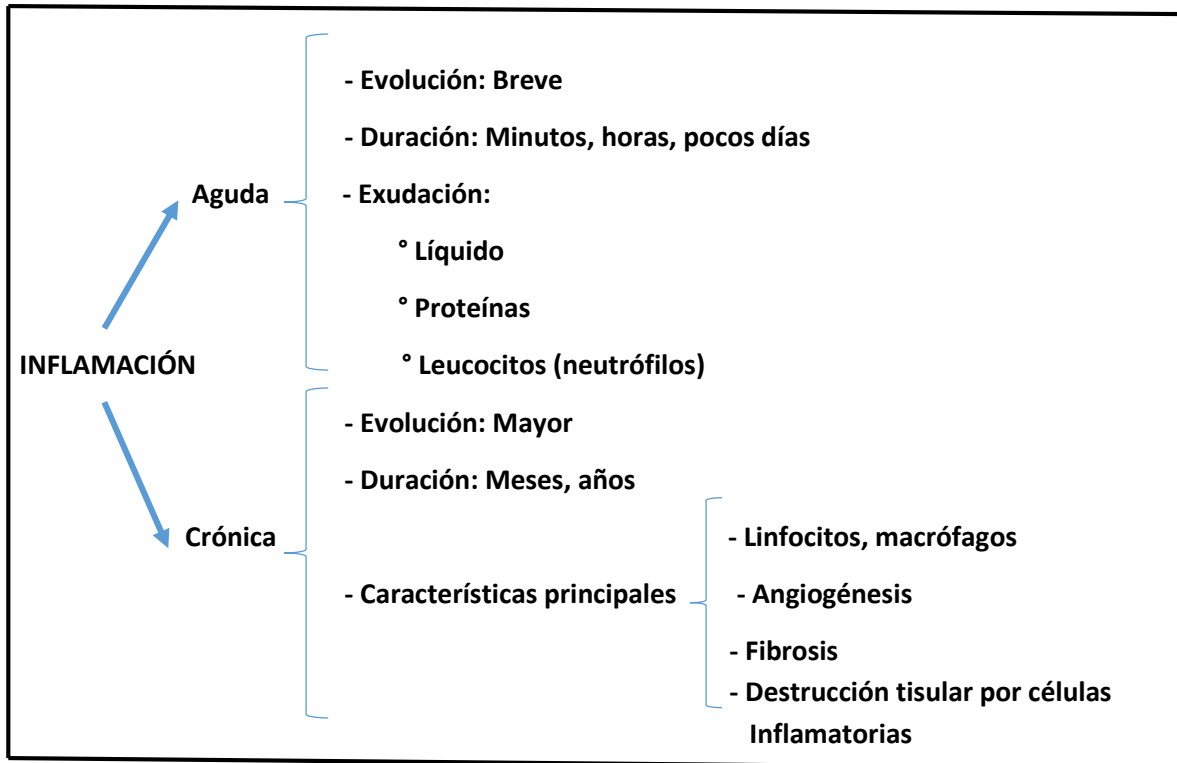 - Evolución: Breve
- Duración: Minutos, horas, pocos días
Aguda
- Exudación:
° Líquido
° Proteínas
° Leucocitos (neutrófilos)
INFLAMACIÓN
- Evolución: Mayor
- Duración: Meses, años
Crónica
- Características principales
- Linfocitos, macrófagos
- Angiogénesis
- Fibrosis
- Destrucción tisular por células
Inflamatorias